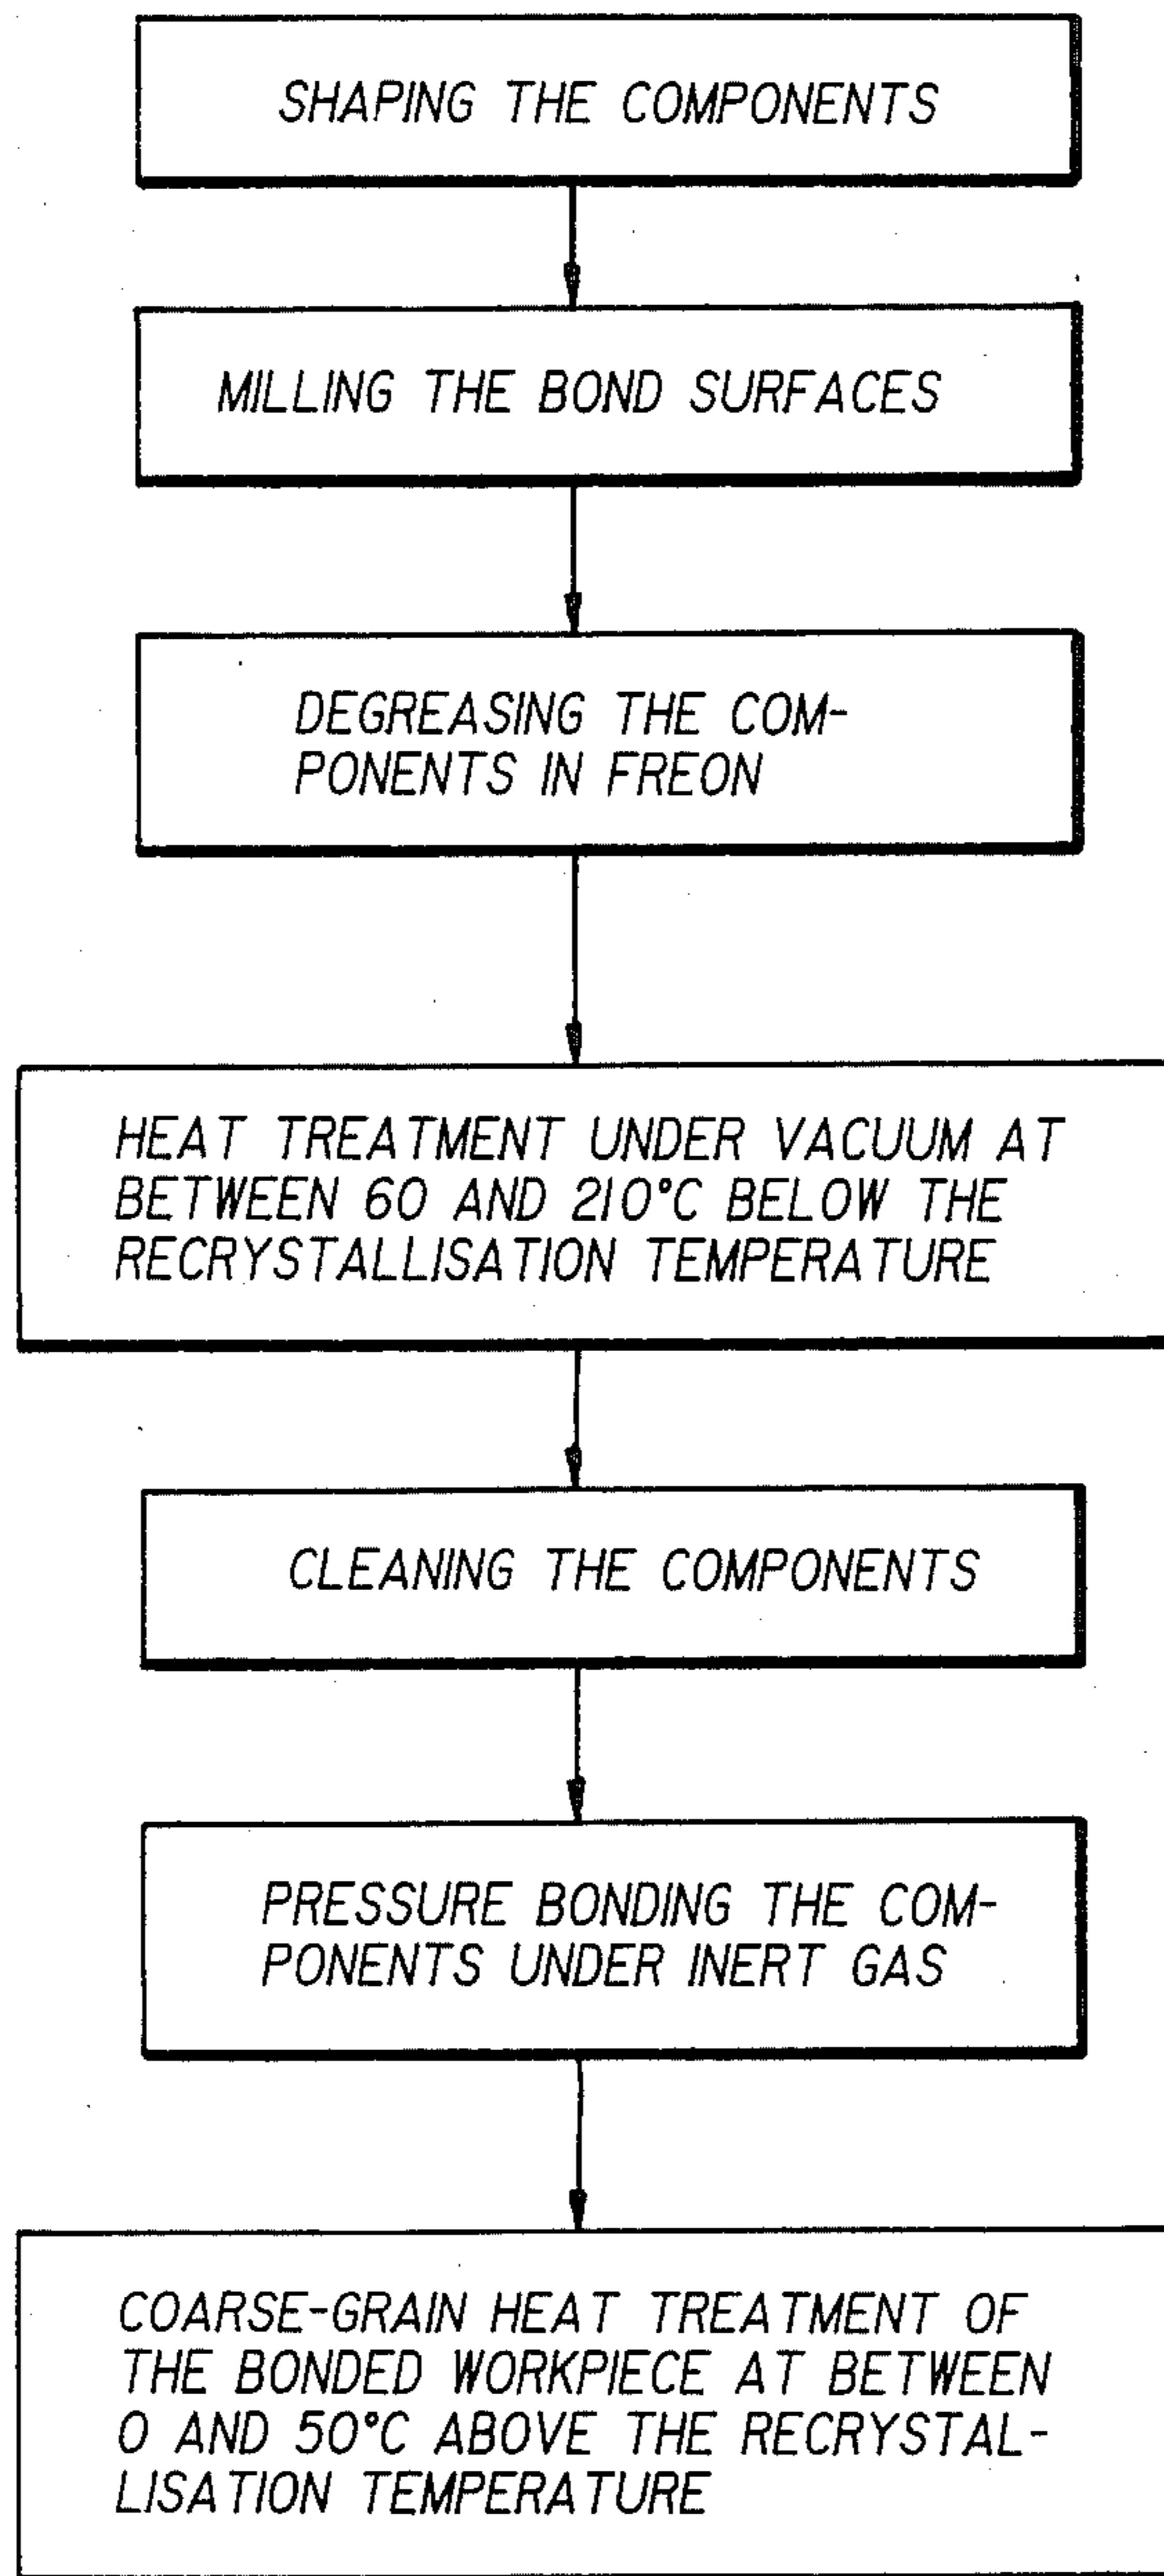 SHAPING THE COMPONENTS
MILLING THE BOND SURFACES
DEGREASING THE COM-
PONENTS IN FREON
HEAT TREATMENT UNDER VACUUM AT
BETWEEN 60 AND 210°C BELOW THE
RECRYSTALLISATION TEMPERATURE
CLEANING THE COMPONENTS
PRESSURE BONDING THE COM-
PONENTS UNDER INERT GAS
COARSE-GRAIN HEAT TREATMENT OF
THE BONDED WORKPIECE AT BETWEEN
0 AND 50°C ABOVE THE RECRYSTAL-
LISATION TEMPERATURE